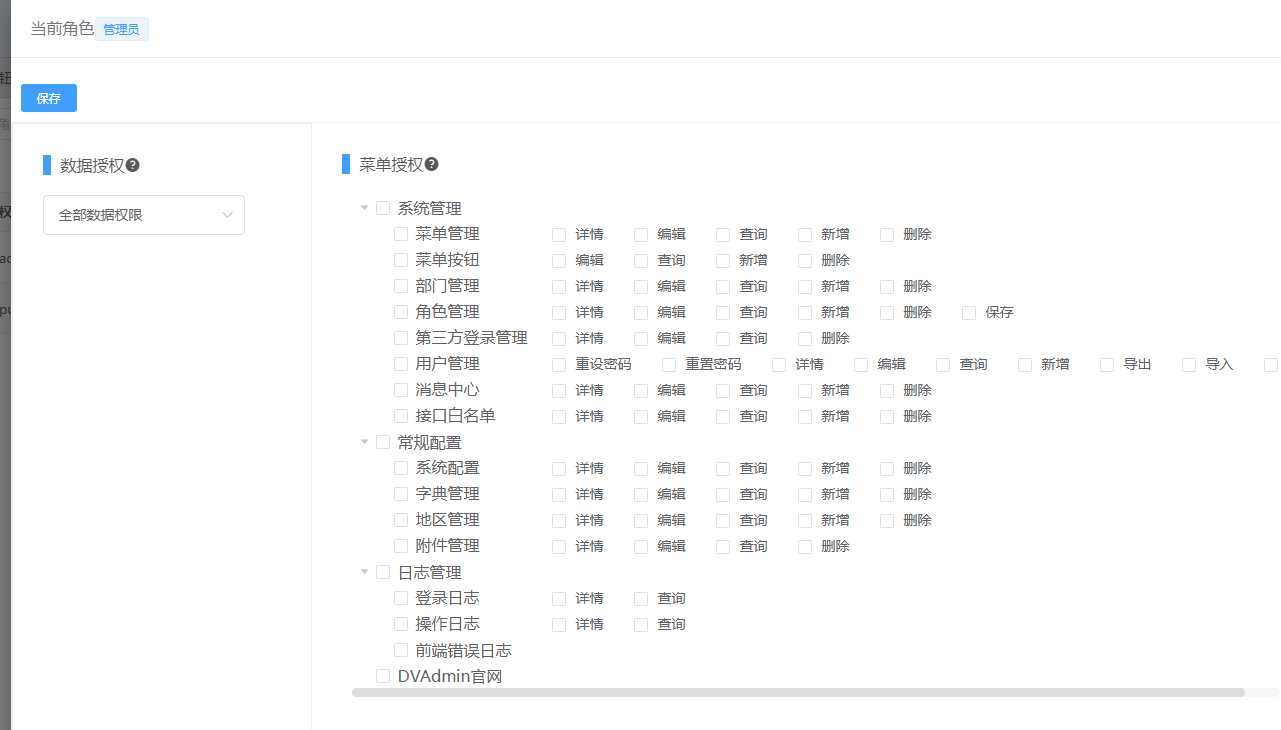 当前角色 管理员
保存
数据授权
全部数据权限
菜单授权
系统管理
菜单管理 详情 编辑 查询 新增 删除
菜单按钮 编辑 查询 新增 删除
部门管理 详情 编辑 查询 新增 删除
角色管理 详情 编辑 查询 新增 删除 保存
第三方登录管理 详情 编辑 查询 删除
用户管理 重设密码 重置密码 详情 编辑 查询 新增 导出 导入
消息中心 详情 编辑 查询 新增 删除
接口白名单 详情 编辑 查询 新增 删除
常规配置
系统配置 详情 编辑 查询 新增 删除
字典管理 详情 编辑 查询 新增 删除
地区管理 详情 编辑 查询 新增 删除
附件管理 详情 编辑 查询 删除
日志管理
登录日志 详情 查询
操作日志 详情 查询
前端错误日志
DVAdmin官网